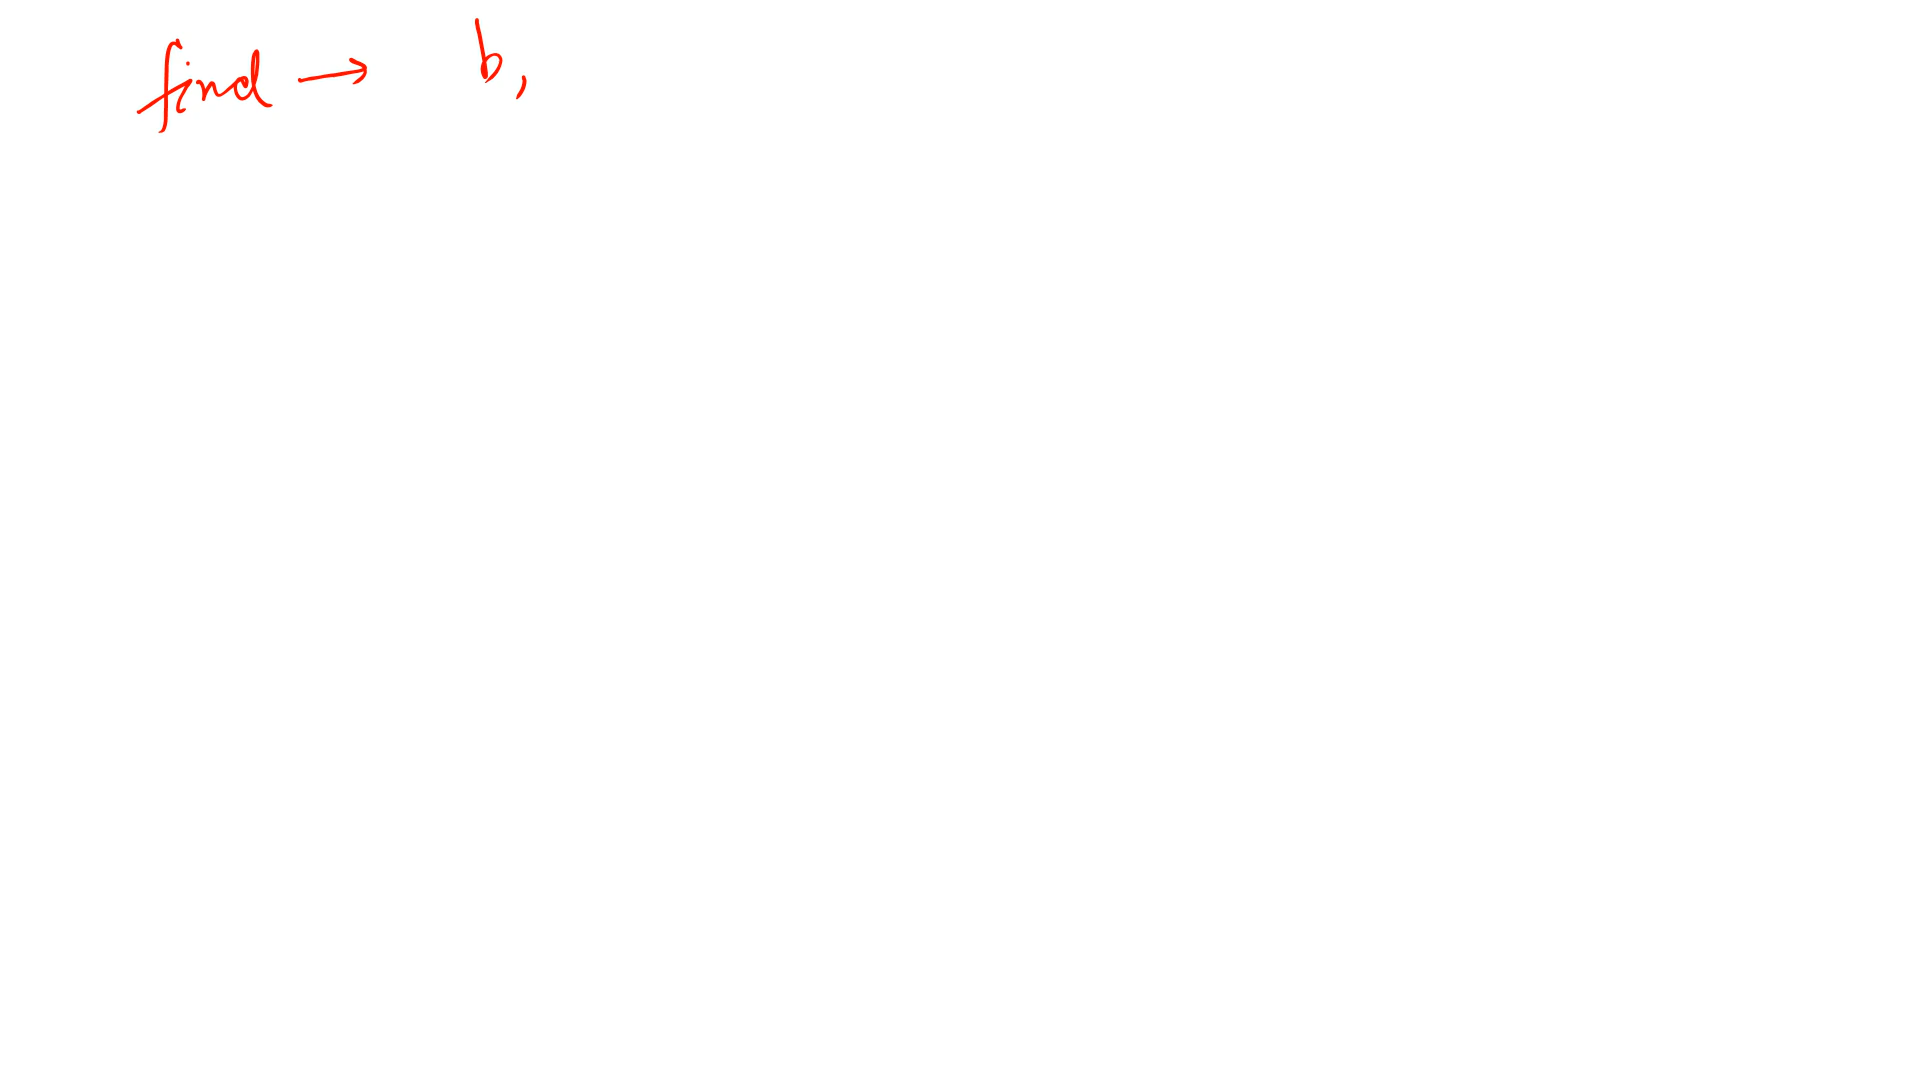 find → b,